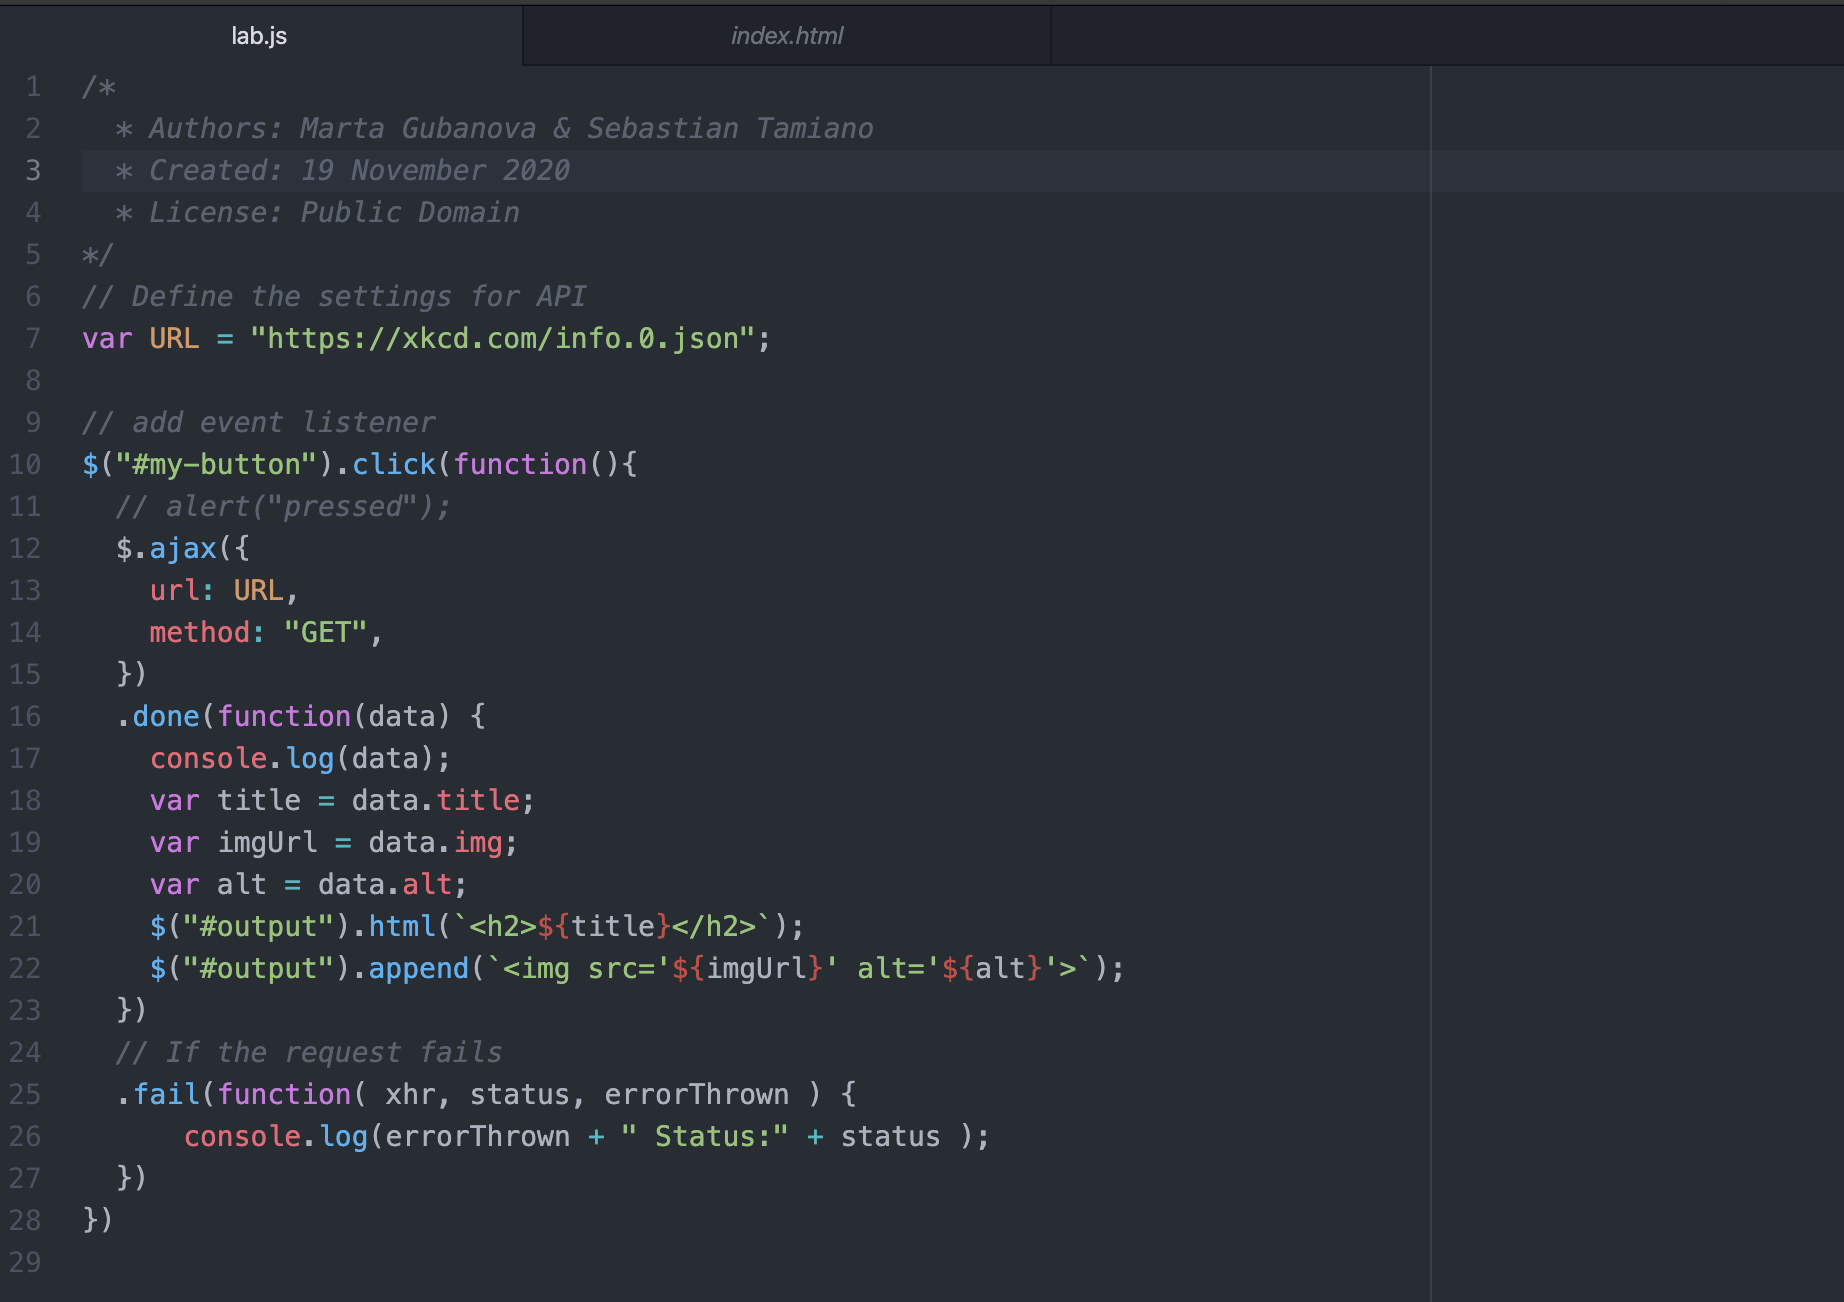 lab.js
index.html
1 /*
2   * Authors: Marta Gubanova & Sebastian Tamiano
3   * Created: 19 November 2020
4   * License: Public Domain
5 */
6 // Define the settings for API
7 var URL = "https://xkcd.com/info.0.json";
8
9 // add event listener
10 $("#my-button").click(function(){
11   // alert("pressed");
12   $.ajax({
13     url: URL,
14     method: "GET",
15   })
16   .done(function(data) {
17     console.log(data);
18     var title = data.title;
19     var imgUrl = data.img;
20     var alt = data.alt;
21     $("#output").html(`<h2>${title}</h2>`);
22     $("#output").append(`<img src='${imgUrl}' alt='${alt}'>`);
23   })
24   // If the request fails
25   .fail(function( xhr, status, errorThrown ) {
26       console.log(errorThrown + " Status:" + status );
27   })
28 })
29